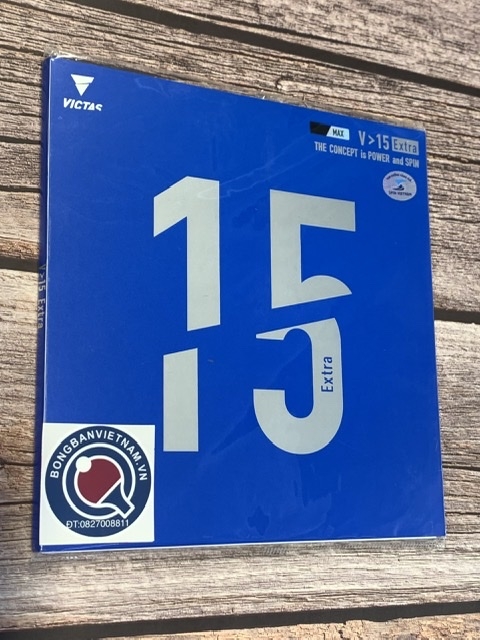 VICTAS
MAX
V>15 Extra
THE CONCEPT is POWER and SPIN
15
Extra
V>15 Extra
BONGBANVIETNAM.VN
ĐT:0827008811